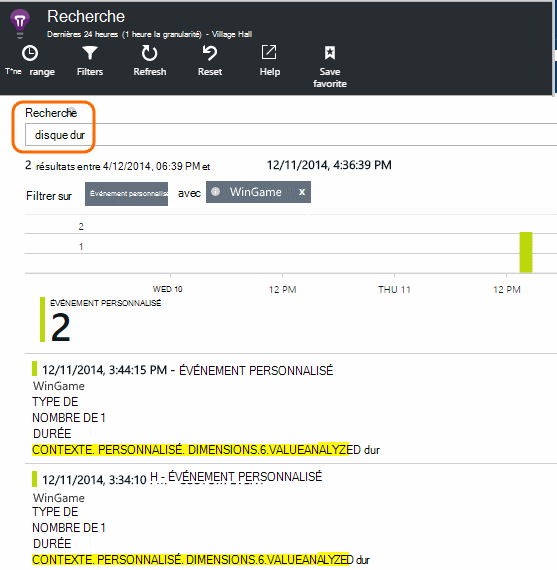 Recherche
Dernières 24 heures (1 heure la granularité) - Village Hall
range Filters Refresh Reset Help Save favorite
Recherche
disque dur
2 résultats entre 4/12/2014, 06:39 PM et 12/11/2014, 4:36:39 PM
Filtrer sur Événement personnalisé avec WinGame x
2
1
WED 10 12 PM THU 11 12 PM
ÉVÉNEMENT PERSONNALISÉ
2
12/11/2014, 3:44:15 PM - ÉVÉNEMENT PERSONNALISÉ
WinGame
TYPE DE
NOMBRE DE 1
DURÉE
CONTEXTE. PERSONNALISÉ. DIMENSIONS.6.VALUEANALYZED dur
12/11/2014, 3:34:10 H - ÉVÉNEMENT PERSONNALISÉ
WinGame
TYPE DE
NOMBRE DE 1
DURÉE
CONTEXTE. PERSONNALISÉ. DIMENSIONS.6.VALUEANALYZED dur